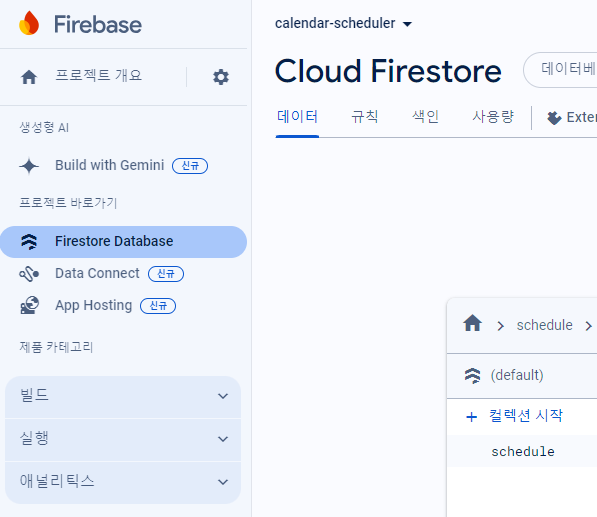 Firebase
프로젝트 개요
생성형 AI
Build with Gemini 신규
프로젝트 바로가기
Firestore Database
Data Connect 신규
App Hosting 신규
제품 카테고리
빌드
실행
애널리틱스
calendar-scheduler
Cloud Firestore 데이터베
데이터 규칙 색인 사용량 Exter
schedule
(default)
+ 컬렉션 시작
schedule